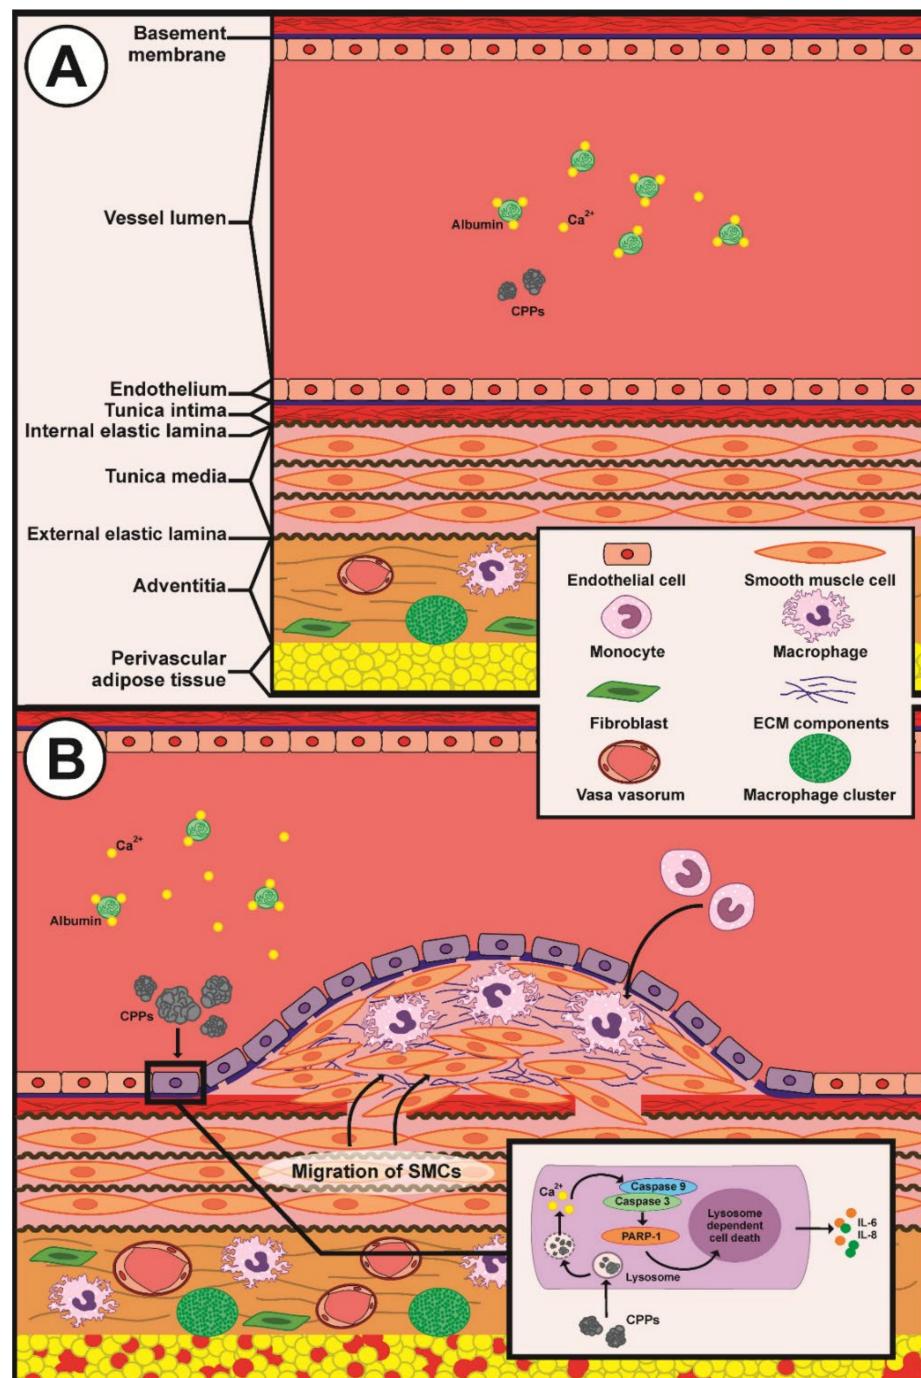 A
Basement
membrane
Vessel lumen
Albumin
Ca2+
CPPs
Endothelium
Tunica intima
Internal elastic lamina
Tunica media
External elastic lamina
Adventitia
Perivascular
adipose tissue
Endothelial cell
Smooth muscle cell
Monocyte
Macrophage
Fibroblast
ECM components
Vasa vasorum
Macrophage cluster
B
Ca2+
Albumin
CPPs
Migration of SMCs
Ca2+
Caspase 9
Caspase 3
PARP-1
Lysosome
dependent
cell death
IL-6
IL-8
Lysosome
CPPs